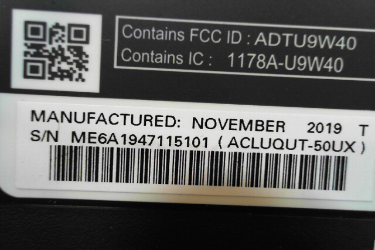 Contains FCC ID : ADTU9W40
Contains IC : 1178A-U9W40
MANUFACTURED: NOVEMBER 2019 T
S/N ME6A1947115101 ( ACLUQUT-50UX )